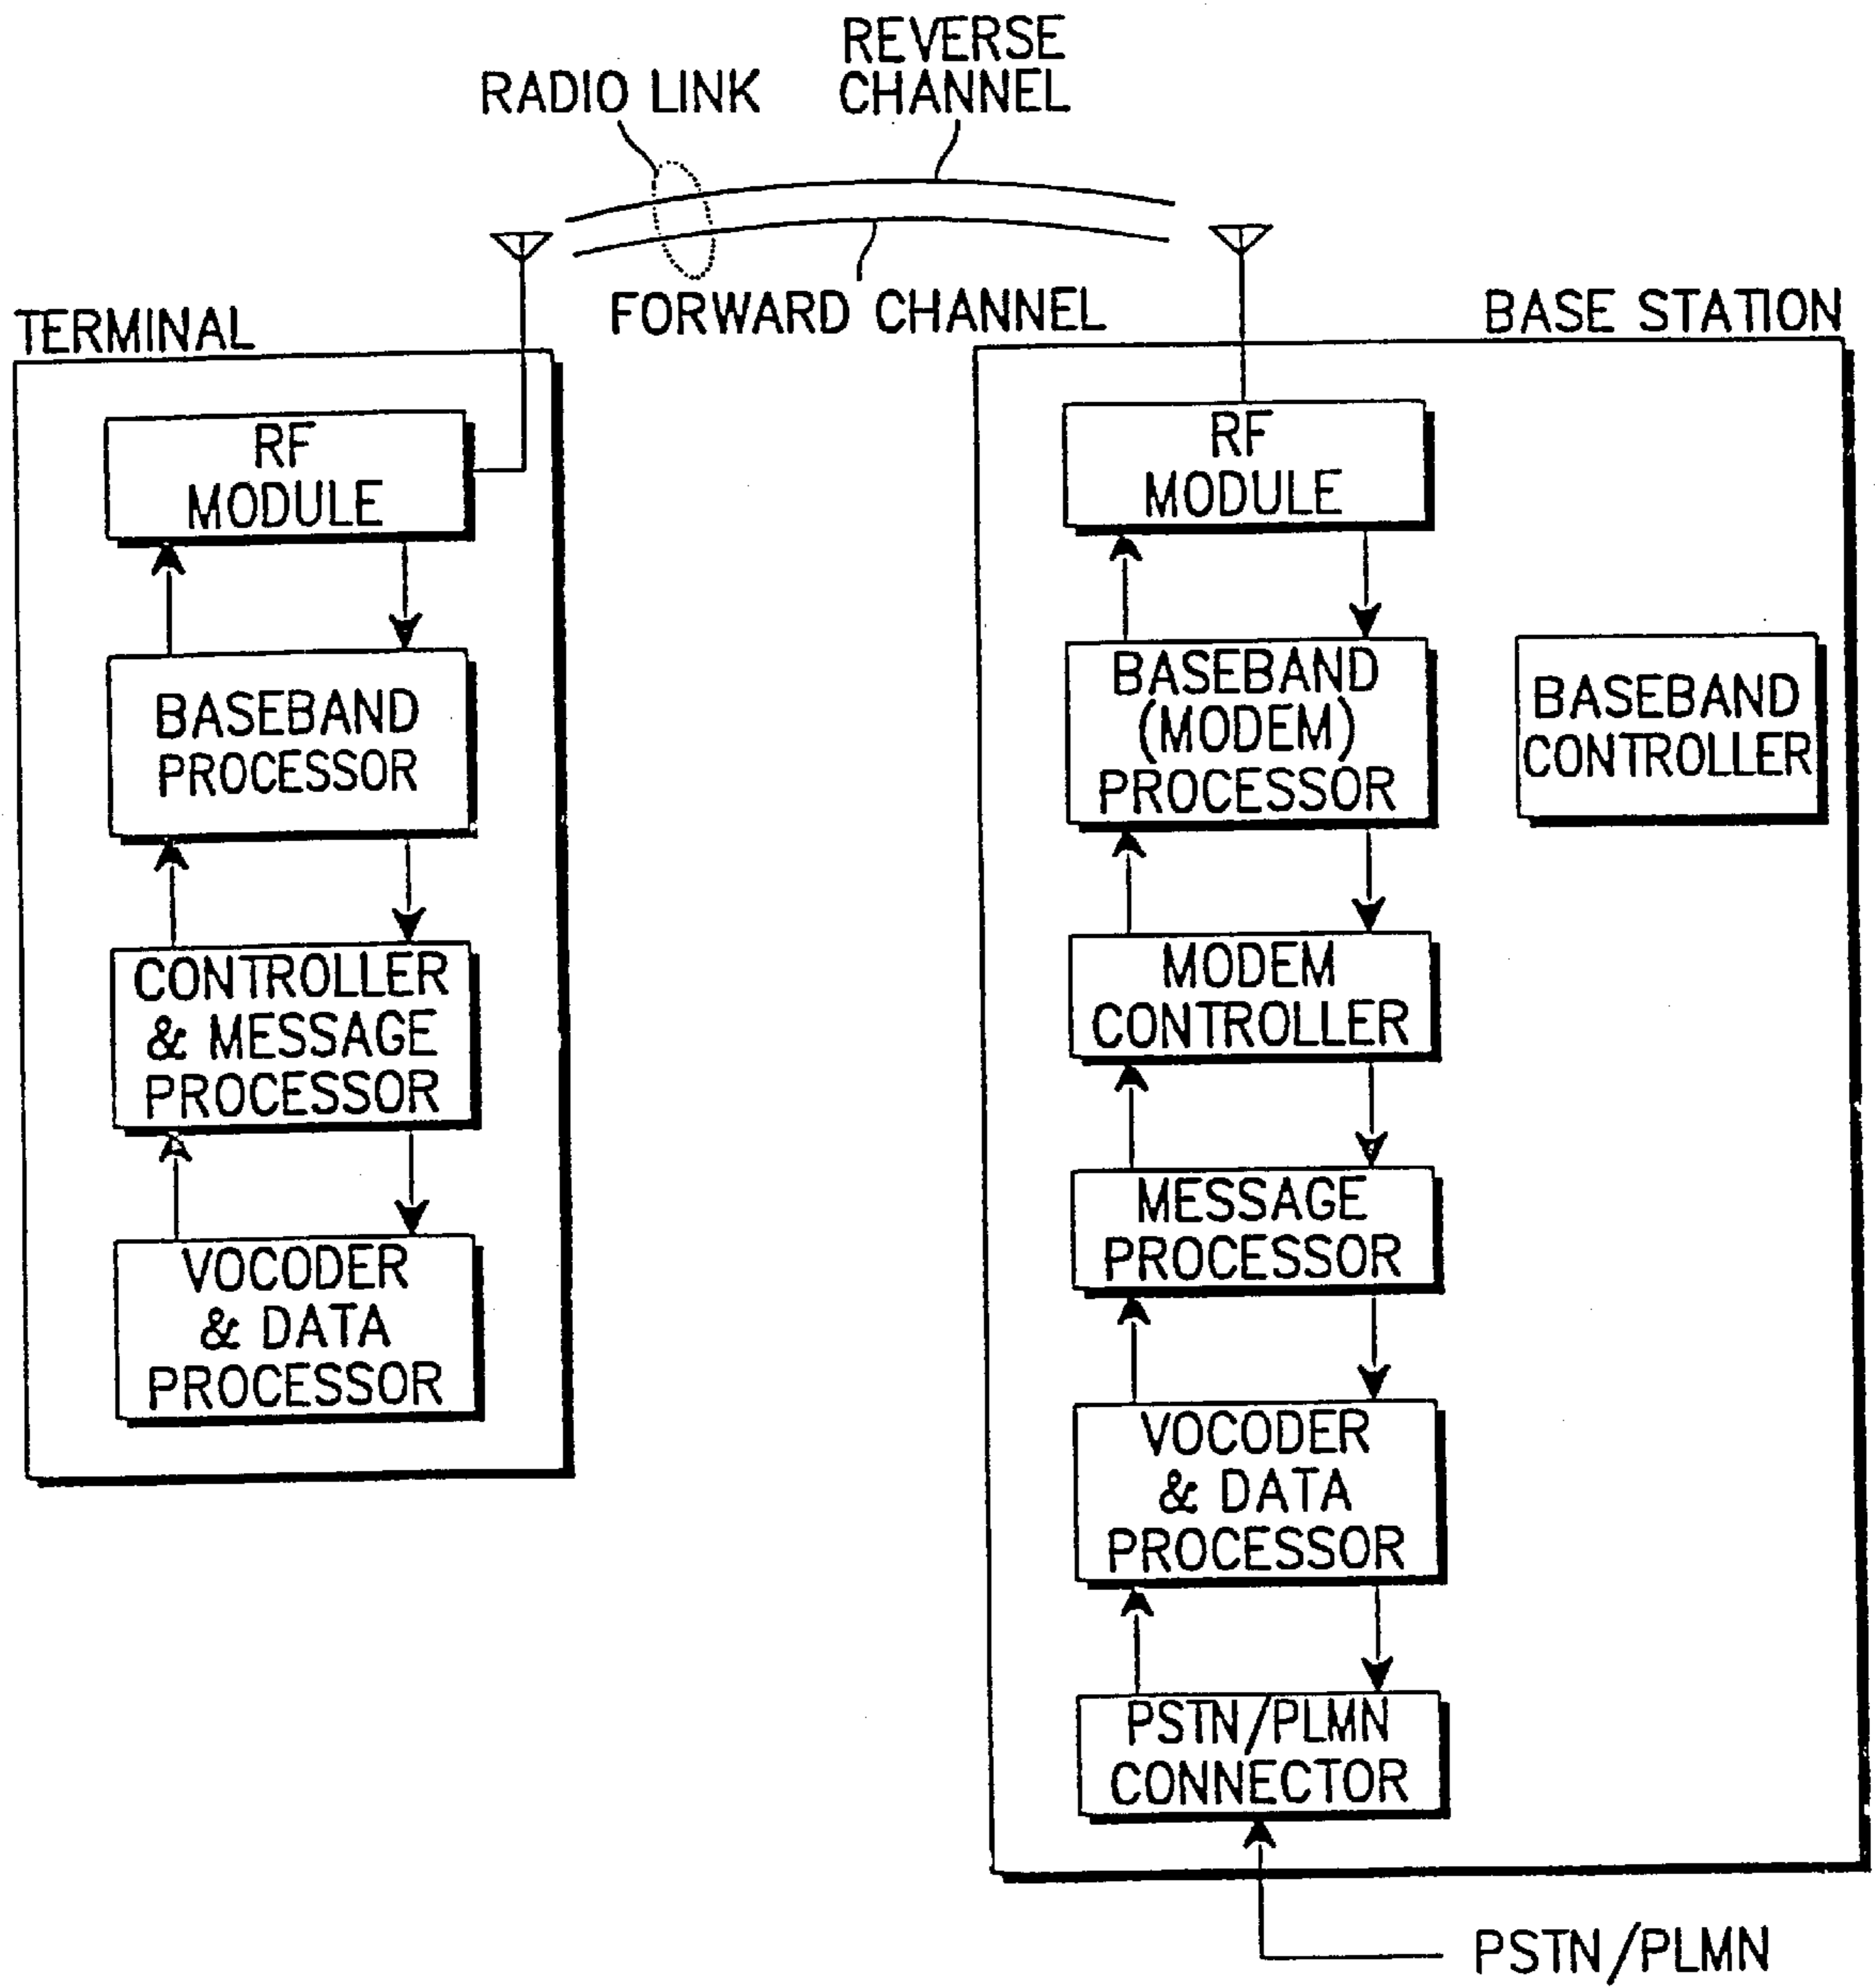 REVERSE
CHANNEL
RADIO LINK
FORWARD CHANNEL
TERMINAL
RF
MODULE
BASEBAND
PROCESSOR
CONTROLLER
& MESSAGE
PROCESSOR
VOCODER
& DATA
PROCESSOR
BASE STATION
RF
MODULE
BASEBAND
(MODEM)
PROCESSOR
BASEBAND
CONTROLLER
MODEM
CONTROLLER
MESSAGE
PROCESSOR
VOCODER
& DATA
PROCESSOR
PSTN/PLMN
CONNECTOR
PSTN/PLMN